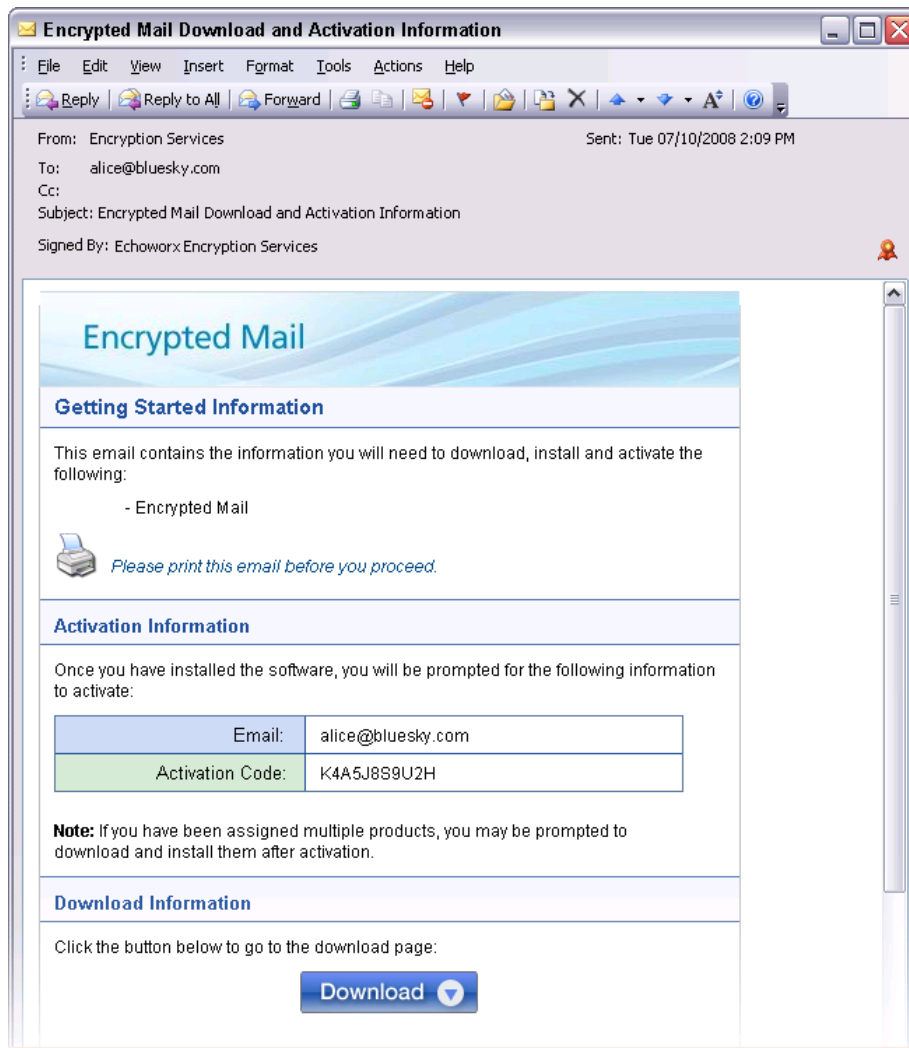 Encrypted Mail Download and Activation Information
File Edit View Insert Format Tools Actions Help
Reply Reply to All Forward
From: Encryption Services Sent: Tue 07/10/2008 2:09 PM
To: alice@bluesky.com
Cc:
Subject: Encrypted Mail Download and Activation Information
Signed By: Echoworx Encryption Services
Encrypted Mail
Getting Started Information
This email contains the information you will need to download, install and activate the
following:
- Encrypted Mail
Please print this email before you proceed.
Activation Information
Once you have installed the software, you will be prompted for the following information
to activate:
Email: alice@bluesky.com
Activation Code: K4A5J8S9U2H
Note: If you have been assigned multiple products, you may be prompted to
download and install them after activation.
Download Information
Click the button below to go to the download page:
Download